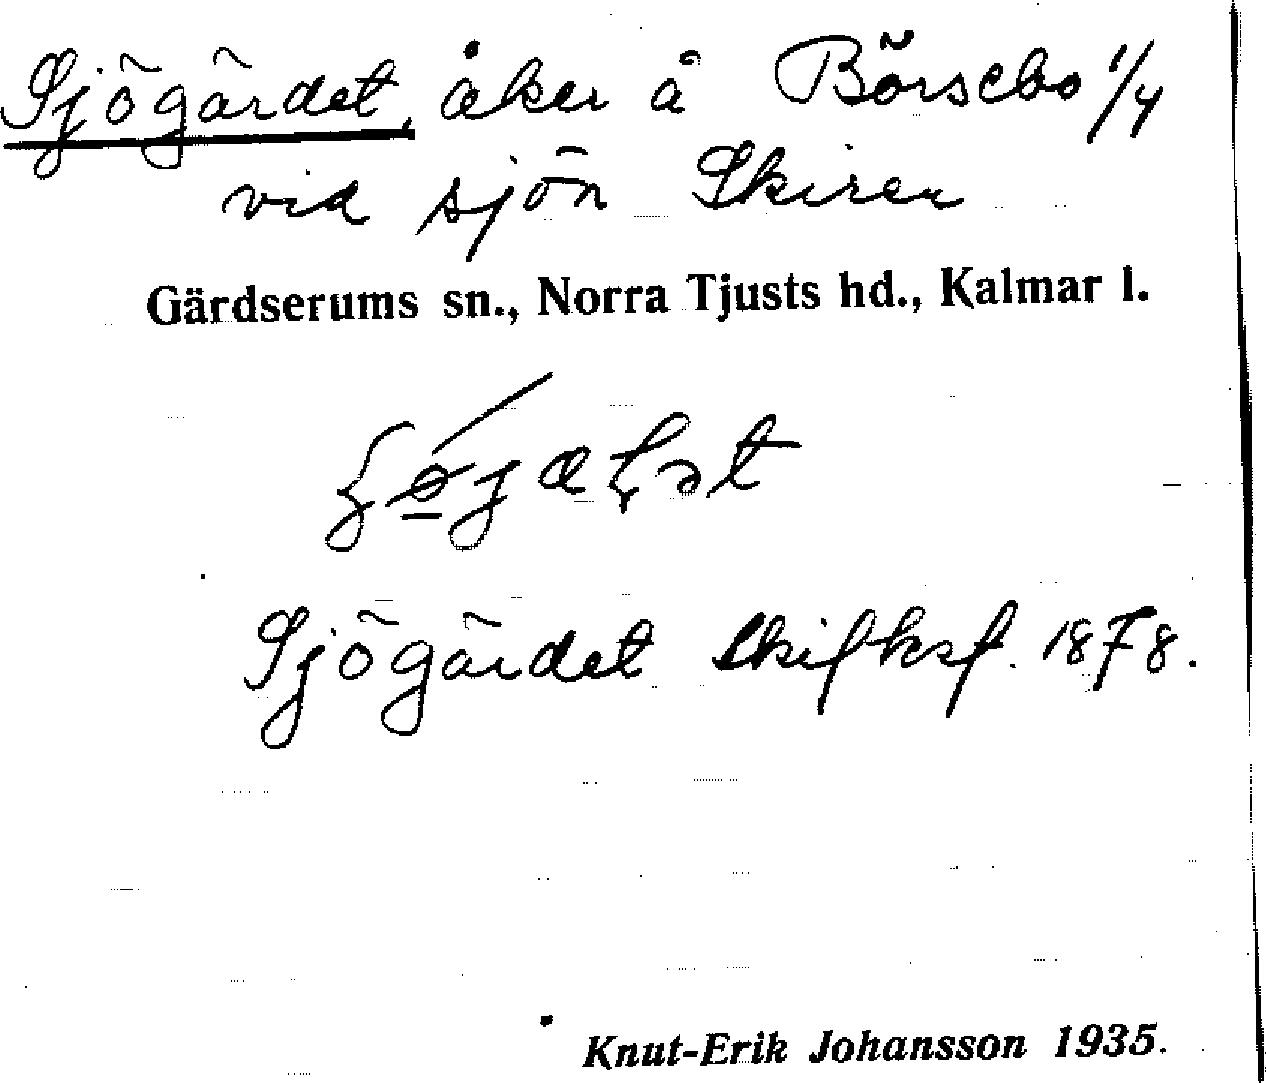 Sjögärdet, åker å Börsebo 1/4
vid sjön Skiren
Gärdserums sn., Norra Tjusts hd., Kalmar l.
Sjögärdet Skifksf. 1878.
Knut-Erik Johansson 1935.